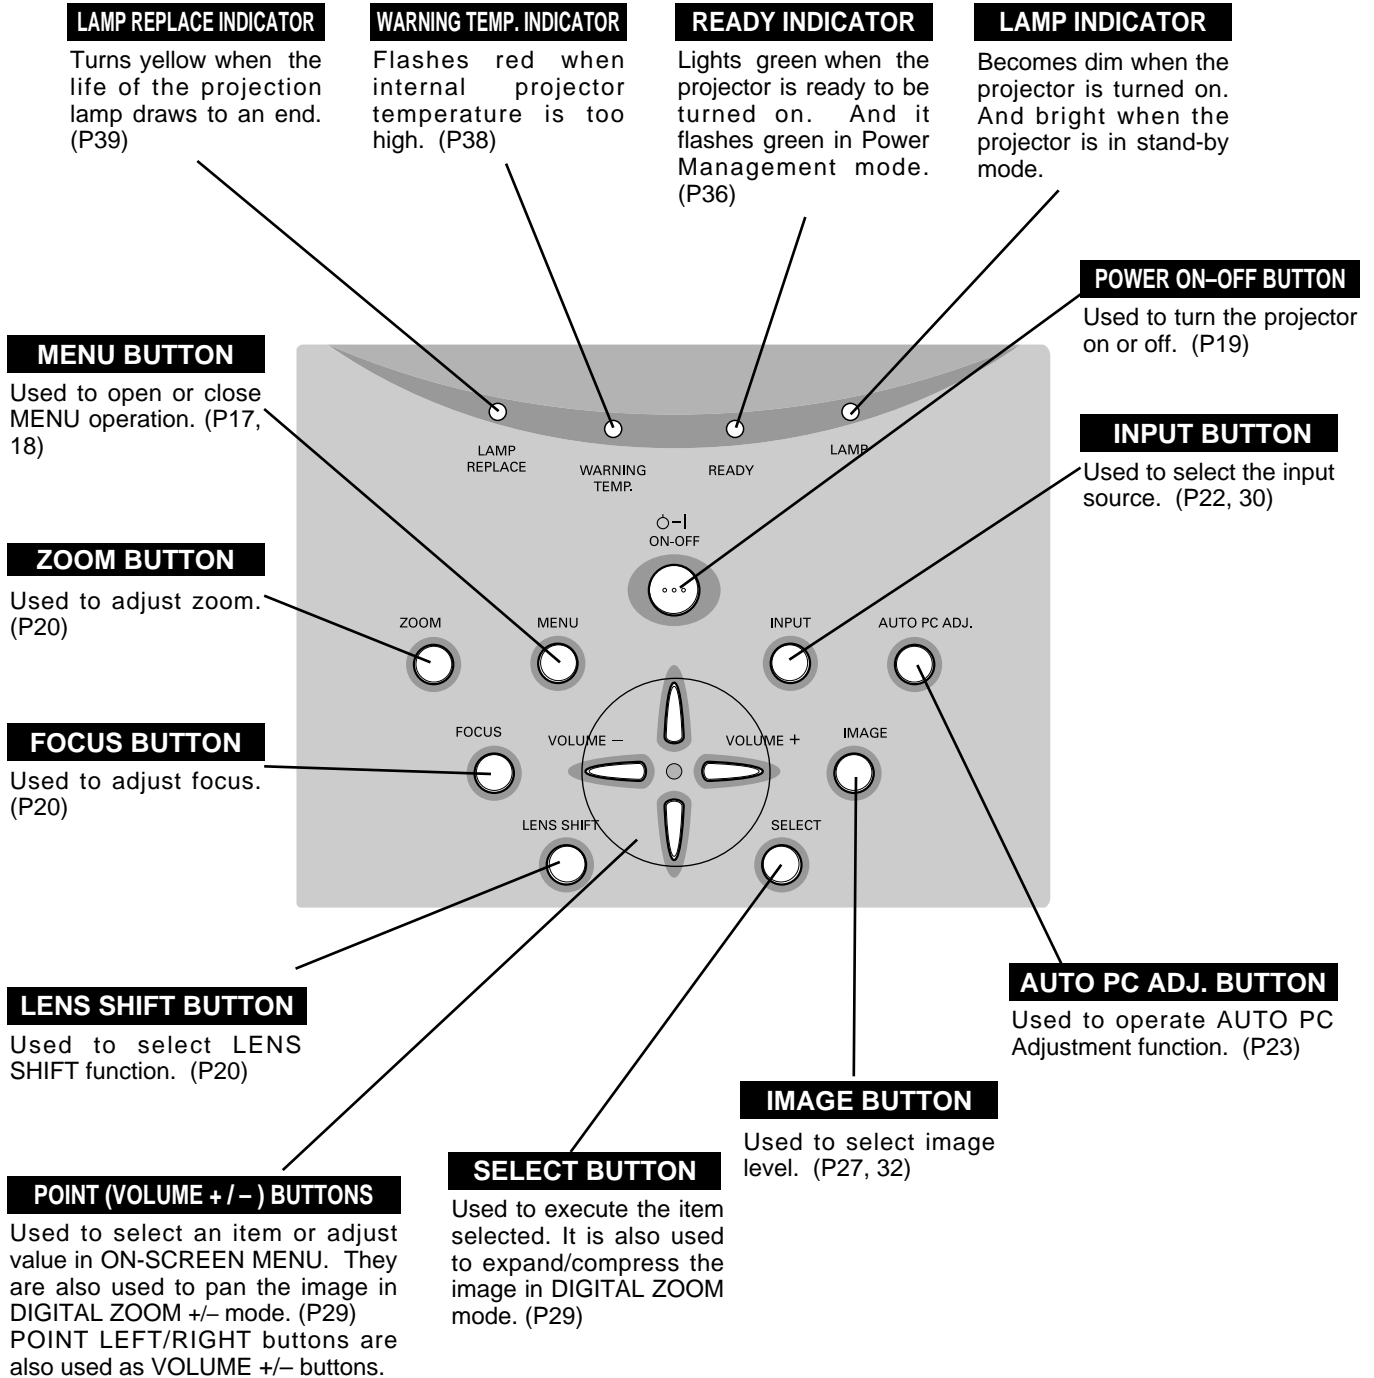 LAMP REPLACE INDICATOR
Turns yellow when the
life of the projection
lamp draws to an end.
(P39)
WARNING TEMP. INDICATOR
Flashes red when
internal projector
temperature is too
high. (P38)
READY INDICATOR
Lights green when the
projector is ready to be
turned on. And it
flashes green in Power
Management mode.
(P36)
LAMP INDICATOR
Becomes dim when the
projector is turned on.
And bright when the
projector is in stand-by
mode.
POWER ON–OFF BUTTON
Used to turn the projector
on or off. (P19)
MENU BUTTON
Used to open or close
MENU operation. (P17,
18)
INPUT BUTTON
Used to select the input
source. (P22, 30)
ZOOM BUTTON
Used to adjust zoom.
(P20)
FOCUS BUTTON
Used to adjust focus.
(P20)
LAMP
REPLACE
WARNING
TEMP.
READY
LAMP
ON-OFF
ZOOM
MENU
INPUT
AUTO PC ADJ.
FOCUS
VOLUME –
VOLUME +
IMAGE
LENS SHIFT
SELECT
LENS SHIFT BUTTON
Used to select LENS
SHIFT function. (P20)
AUTO PC ADJ. BUTTON
Used to operate AUTO PC
Adjustment function. (P23)
IMAGE BUTTON
Used to select image
level. (P27, 32)
SELECT BUTTON
Used to execute the item
selected. It is also used
to expand/compress the
image in DIGITAL ZOOM
mode. (P29)
POINT (VOLUME + / – ) BUTTONS
Used to select an item or adjust
value in ON-SCREEN MENU. They
are also used to pan the image in
DIGITAL ZOOM +/– mode. (P29)
POINT LEFT/RIGHT buttons are
also used as VOLUME +/– buttons.